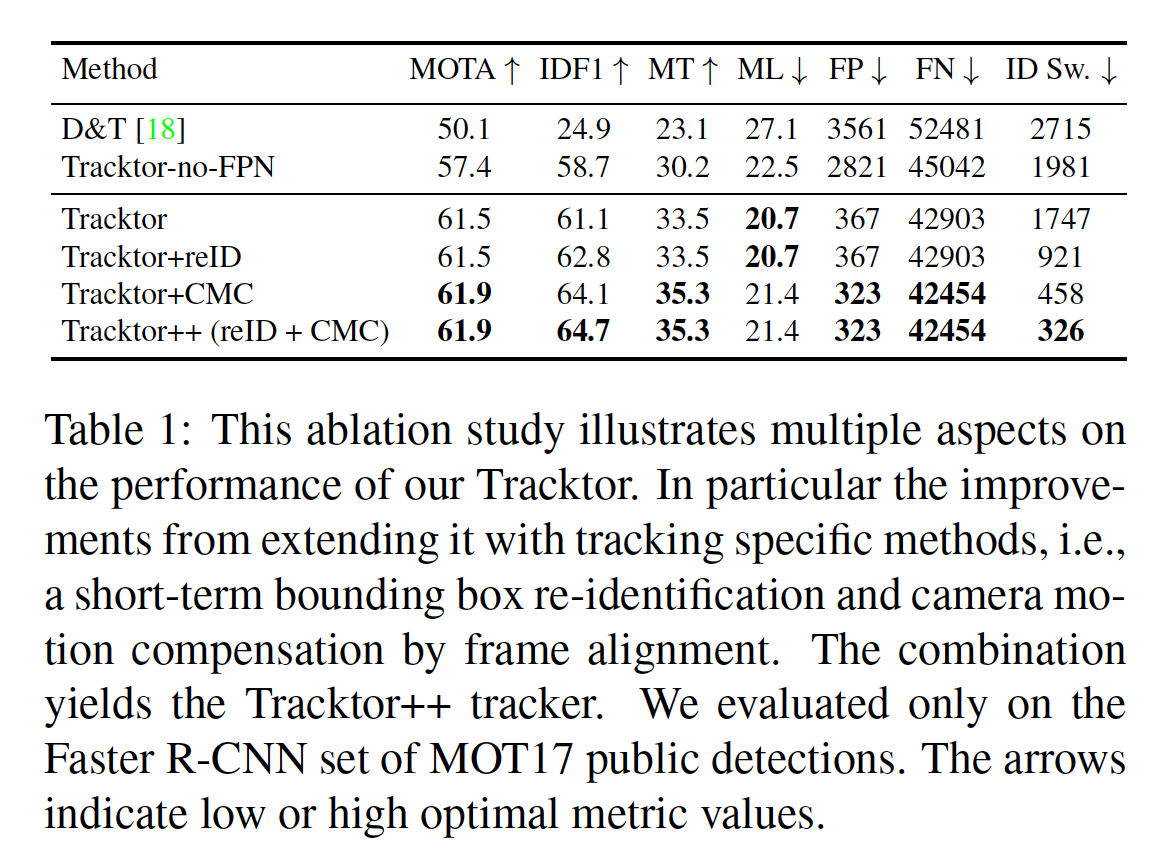 Method MOTA ↑ IDF1 ↑ MT ↑ ML ↓ FP ↓ FN ↓ ID Sw. ↓
D&T [18] 50.1 24.9 23.1 27.1 3561 52481 2715
Tracktor-no-FPN 57.4 58.7 30.2 22.5 2821 45042 1981
Tracktor 61.5 61.1 33.5 20.7 367 42903 1747
Tracktor+reID 61.5 62.8 33.5 20.7 367 42903 921
Tracktor+CMC 61.9 64.1 35.3 21.4 323 42454 458
Tracktor++ (reID + CMC) 61.9 64.7 35.3 21.4 323 42454 326
Table 1: This ablation study illustrates multiple aspects on
the performance of our Tracktor. In particular the improve-
ments from extending it with tracking specific methods, i.e.,
a short-term bounding box re-identification and camera mo-
tion compensation by frame alignment. The combination
yields the Tracktor++ tracker. We evaluated only on the
Faster R-CNN set of MOT17 public detections. The arrows
indicate low or high optimal metric values.